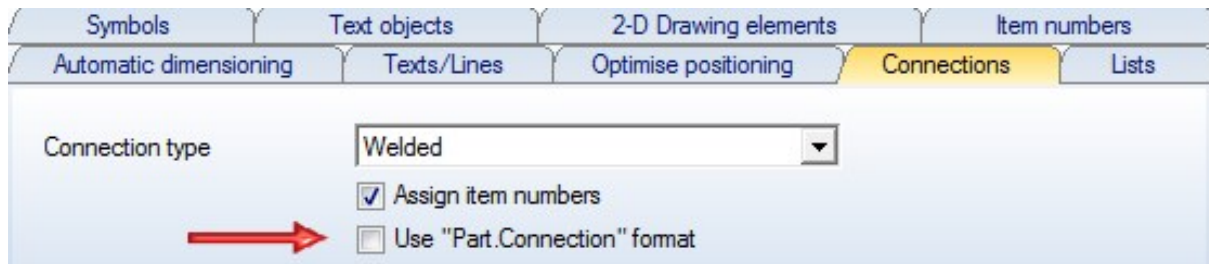 Symbols Text objects 2-D Drawing elements Item numbers
Automatic dimensioning Texts/Lines Optimise positioning Connections Lists
Connection type Welded
Assign item numbers
Use "Part.Connection" format